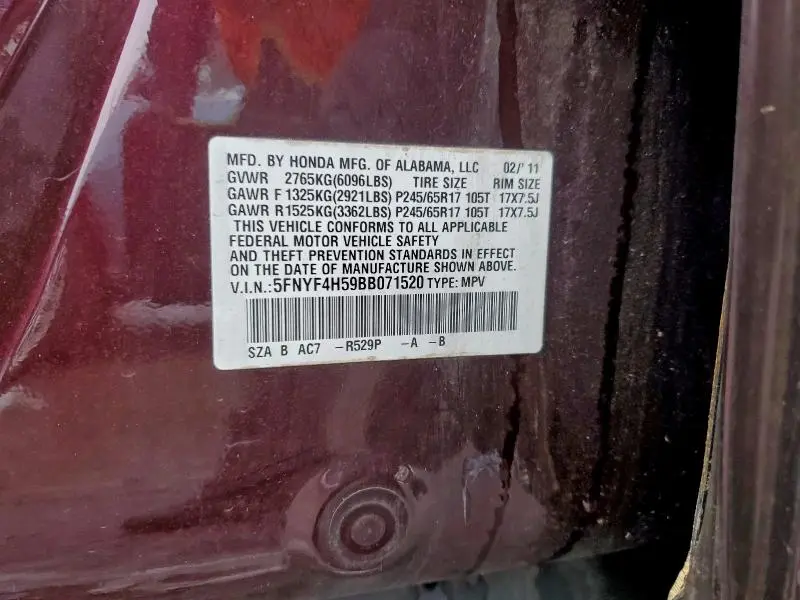 MFD. BY HONDA MFG. OF ALABAMA, LLC 02/'11
GVWR 2765KG(6096LBS) TIRE SIZE RIM SIZE
GAWR F 1325KG(2921LBS) P245/65R17 105T 17X7.5J
GAWR R1525KG(3362LBS) P245/65R17 105T 17X7.5J
THIS VEHICLE CONFORMS TO ALL APPLICABLE
FEDERAL MOTOR VEHICLE SAFETY
AND THEFT PREVENTION STANDARDS IN EFFECT
ON THE DATE OF MANUFACTURE SHOWN ABOVE.
V.I.N.:5FNYF4H59BB071520 TYPE: MPV
SZA B AC7 -R529P -A -B